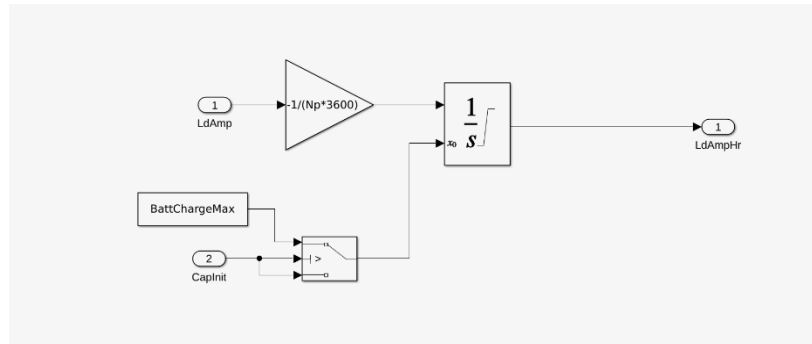 -1/(Np*3600)
1
LdAmp
1
s
x₀
1
LdAmpHr
BattChargeMax
>
2
CapInit